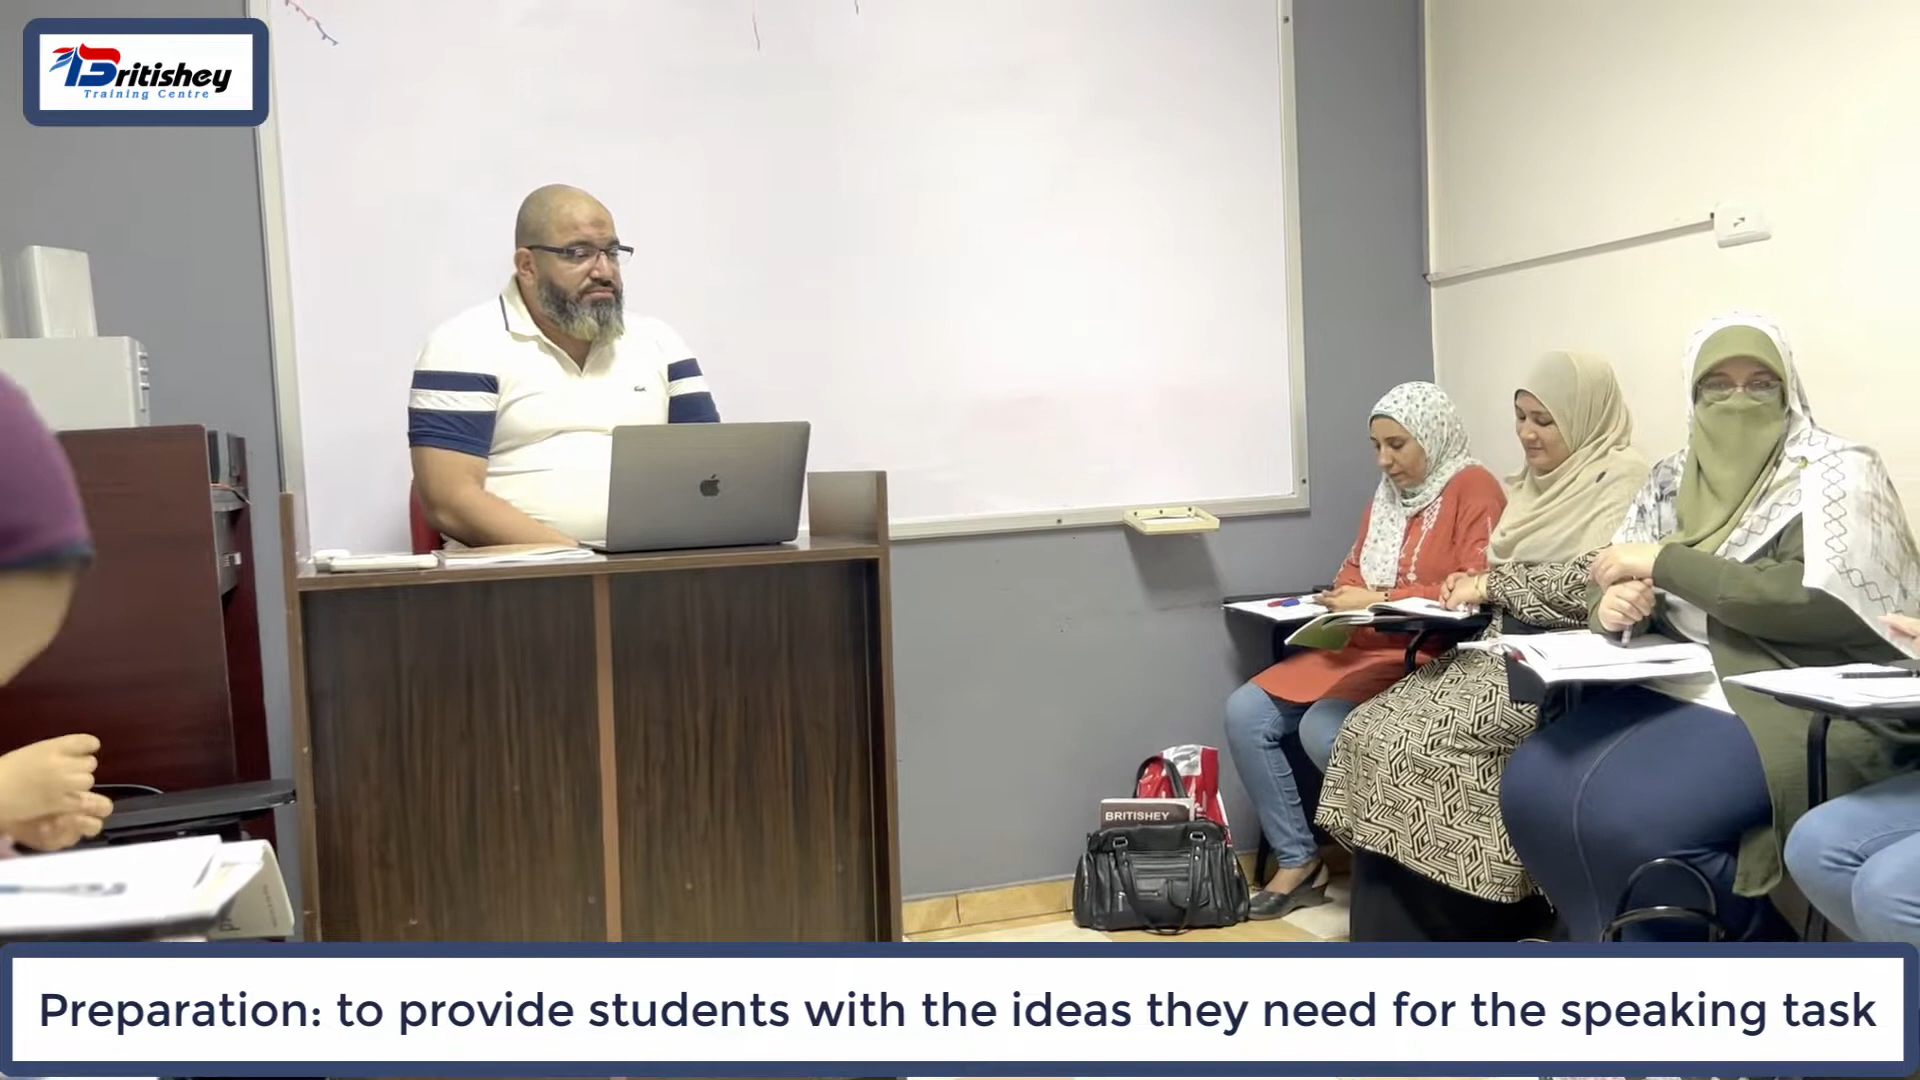 Britishey
Training Centre
BRITISHEY
Preparation: to provide students with the ideas they need for the speaking task